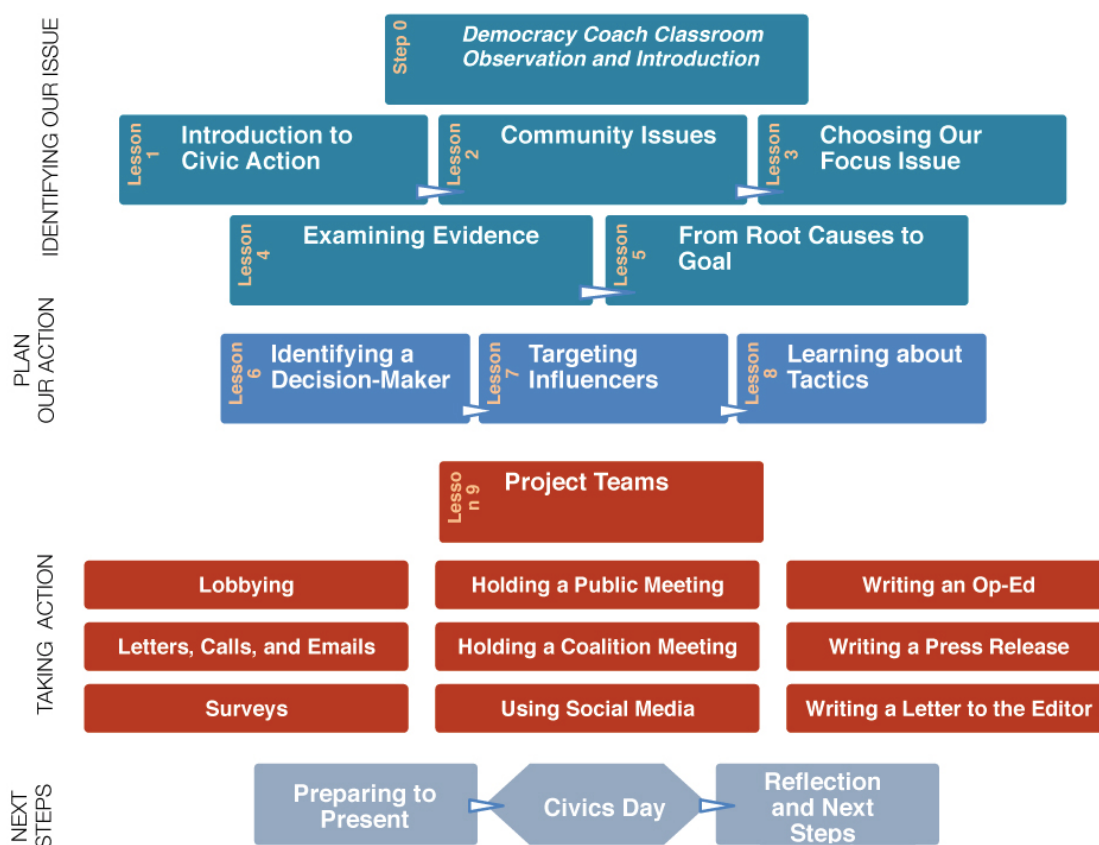 IDENTIFYING OUR ISSUE
Step 0
Democracy Coach Classroom
Observation and Introduction
Lesson
1
Introduction to
Civic Action
Lesson
2
Community Issues
Lesson
3
Choosing Our
Focus Issue
Lesson
4
Examining Evidence
Lesson
5
From Root Causes to
Goal
PLAN
OUR ACTION
Lesson
6
Identifying a
Decision-Maker
Lesson
7
Targeting
Influencers
Lesson
8
Learning about
Tactics
TAKING ACTION
Lesso
n 9
Project Teams
Lobbying
Holding a Public Meeting
Writing an Op-Ed
Letters, Calls, and Emails
Holding a Coalition Meeting
Writing a Press Release
Surveys
Using Social Media
Writing a Letter to the Editor
NEXT
STEPS
Preparing to
Present
Civics Day
Reflection
and Next
Steps